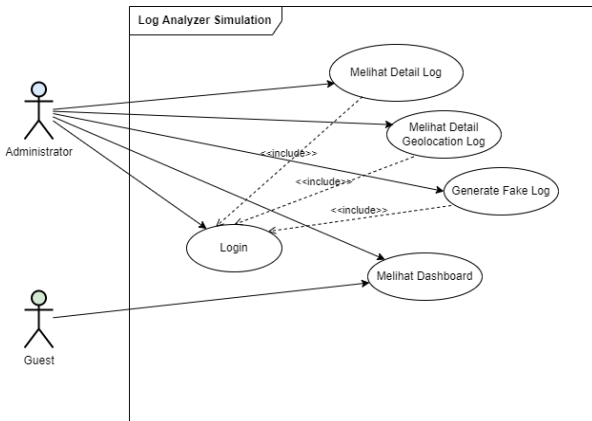 Log Analyzer Simulation
Melihat Detail Log
Administrator
Melihat Detail
Geolocation Log
<<include>>
<<include>>
Generate Fake Log
<<include>>
Login
Melihat Dashboard
Guest